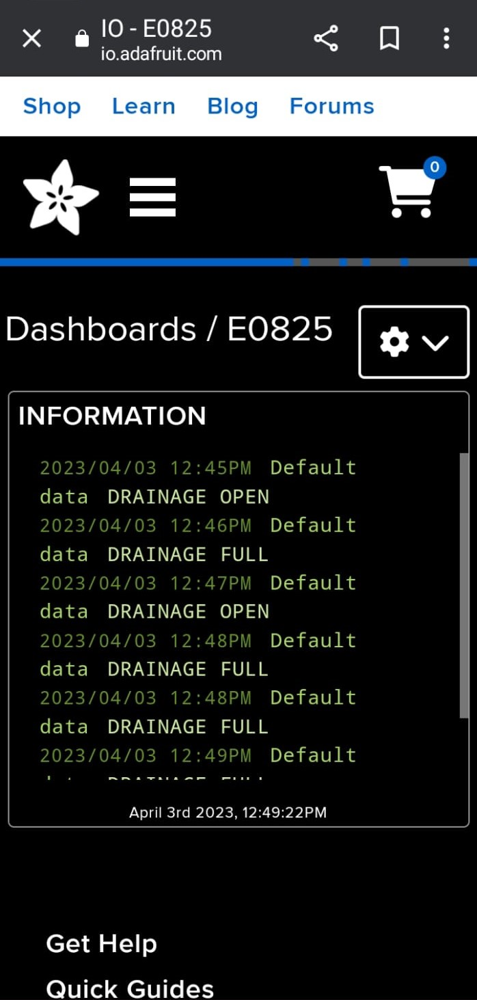 IO - E0825
io.adafruit.com
Shop Learn Blog Forums
0
Dashboards / E0825
INFORMATION
2023/04/03 12:45PM Default
data DRAINAGE OPEN
2023/04/03 12:46PM Default
data DRAINAGE FULL
2023/04/03 12:47PM Default
data DRAINAGE OPEN
2023/04/03 12:48PM Default
data DRAINAGE FULL
2023/04/03 12:48PM Default
data DRAINAGE FULL
2023/04/03 12:49PM Default
April 3rd 2023, 12:49:22PM
Get Help
Quick Guides